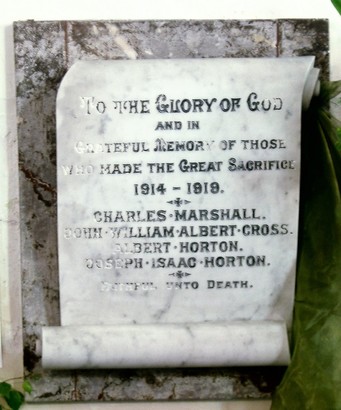 To the Glory of God
and in
Grateful Memory of those
who made the Great Sacrifice
1914 - 1919.
Charles · Marshall.
John · William · Albert · Cross.
Albert · Horton.
Joseph · Isaac · Horton.
Faithful unto Death.